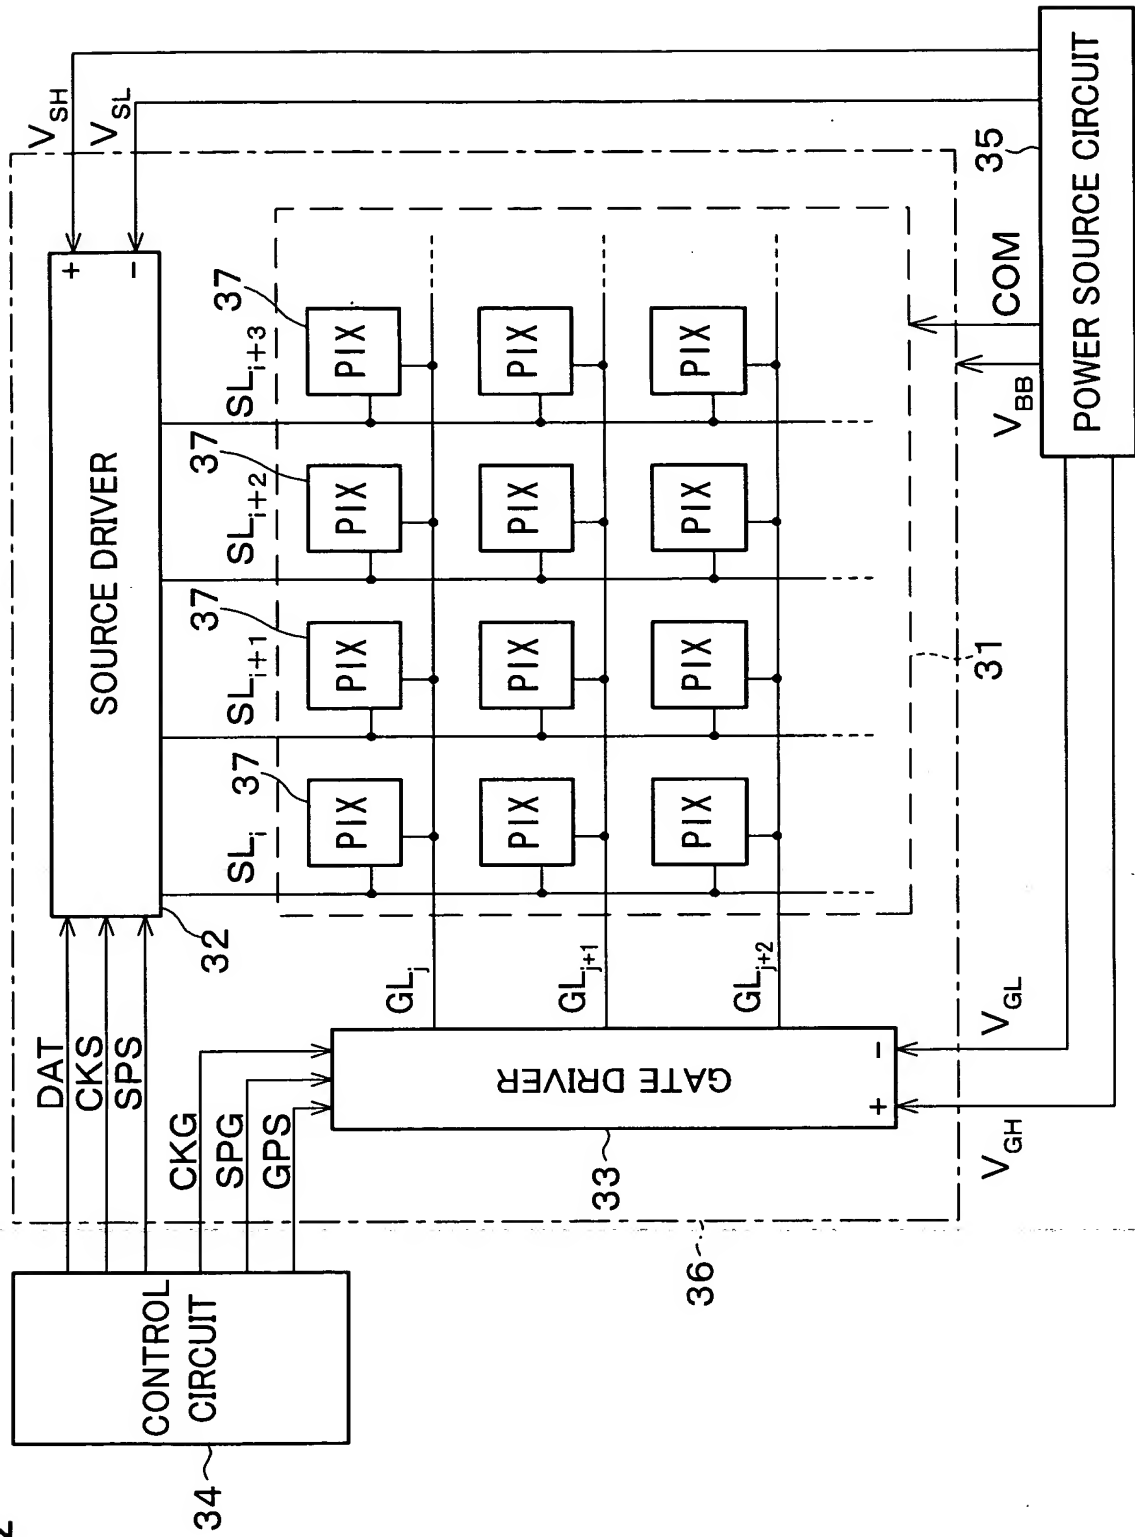 CONTROL
CIRCUIT
34
DAT
CKS
SPS
CKG
SPG
GPS
SOURCE DRIVER
+
-
32
V_SH
V_SL
SL_i
SL_i+1
SL_i+2
SL_i+3
37
37
37
37
PIX
PIX
PIX
PIX
PIX
PIX
PIX
PIX
PIX
PIX
PIX
PIX
GL_j
GL_j+1
GL_j+2
GATE DRIVER
+
-
33
36
31
V_GH
V_GL
V_BB
COM
35
POWER SOURCE CIRCUIT